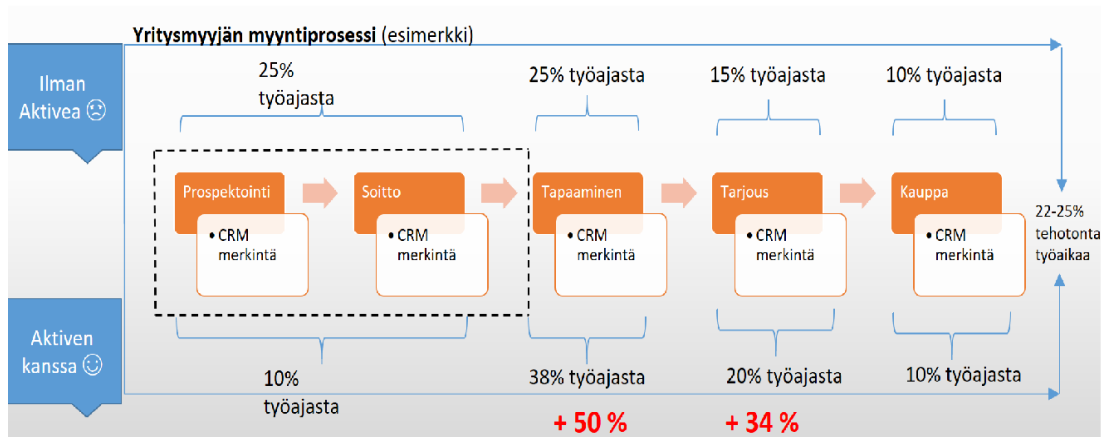 Yritysmyyjän myyntiprosessi (esimerkki)
Ilman
Aktivea ☹
25%
työajasta
25% työajasta
15% työajasta
10% työajasta
Prospektointi
• CRM
merkintä
Soitto
• CRM
merkintä
Tapaaminen
• CRM
merkintä
Tarjous
• CRM
merkintä
Kauppa
• CRM
merkintä
22-25%
tehotonta
työaikaa
Aktiven
kanssa ☺
10%
työajasta
38% työajasta
20% työajasta
10% työajasta
+ 50 %
+ 34 %